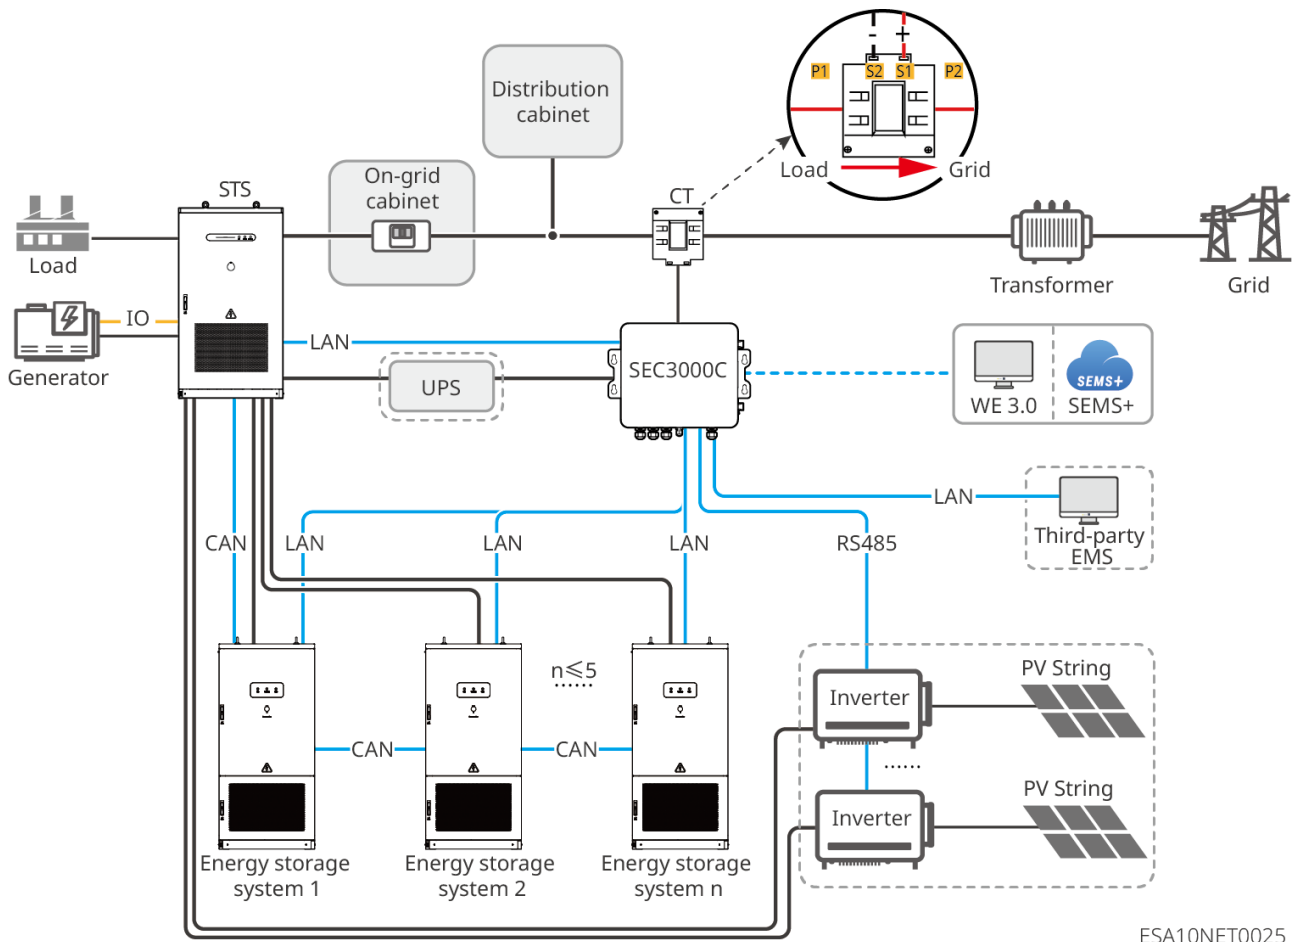 -
+
P1
S2
S1
P2
Load
Grid
Distribution
cabinet
On-grid
cabinet
STS
CT
Load
Transformer
Grid
IO
Generator
LAN
SEC3000C
UPS
WE 3.0
SEMS+
SEMS+
LAN
Third-party
EMS
CAN
LAN
LAN
LAN
RS485
n≤5
......
PV String
Inverter
CAN
CAN
......
PV String
Inverter
Energy storage
system 1
Energy storage
system 2
Energy storage
system n
ESA10NET0025